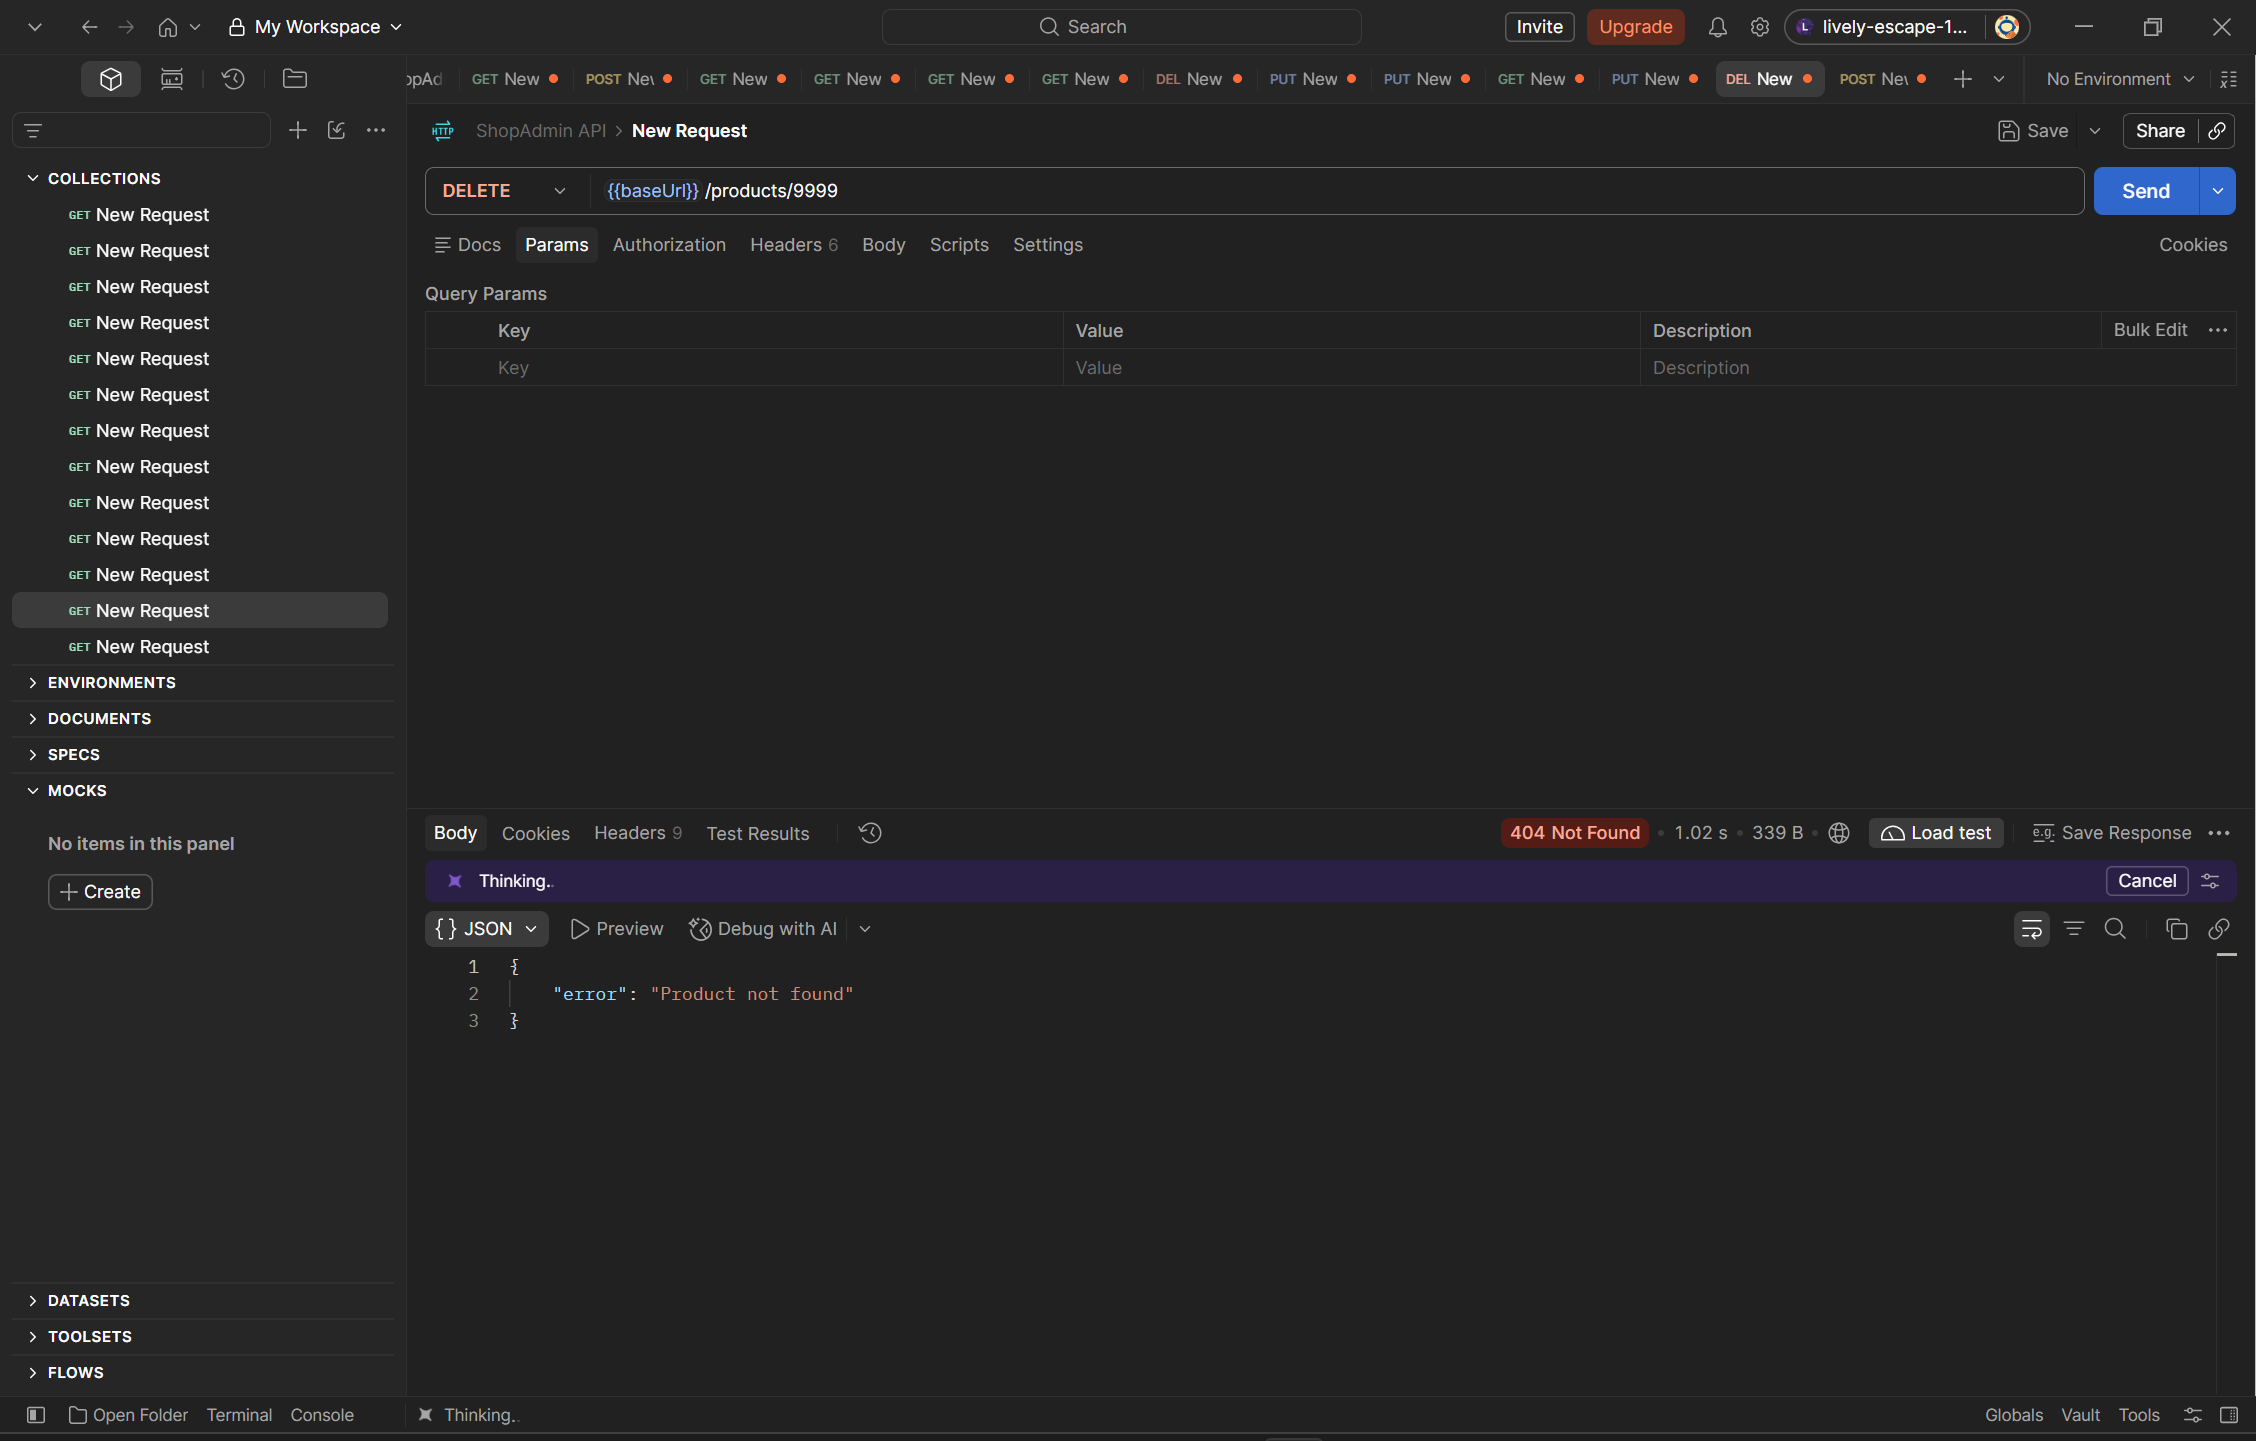 My Workspace
Search
Invite
Upgrade
L
lively-escape-1...
GET New
POST Nev
GET New
GET New
GET New
GET New
DEL New
PUT New
PUT New
GET New
PUT New
DEL New
POST Nev
No Environment
HTTP
ShopAdmin API > New Request
Save
Share
COLLECTIONS
GET New Request
GET New Request
GET New Request
GET New Request
GET New Request
GET New Request
GET New Request
GET New Request
GET New Request
GET New Request
GET New Request
GET New Request
GET New Request
ENVIRONMENTS
DOCUMENTS
SPECS
MOCKS
No items in this panel
Create
DATASETS
TOOLSETS
FLOWS
DELETE
{{baseUrl}} /products/9999
Send
Docs
Params
Authorization
Headers 6
Body
Scripts
Settings
Cookies
Query Params
Key
Value
Description
Bulk Edit
Key
Value
Description
Body
Cookies
Headers 9
Test Results
404 Not Found
1.02 s
339 B
Load test
e.g. Save Response
Thinking..
Cancel
{} JSON
Preview
Debug with AI
1 {
2 "error": "Product not found"
3 }
Open Folder
Terminal
Console
Thinking..
Globals
Vault
Tools